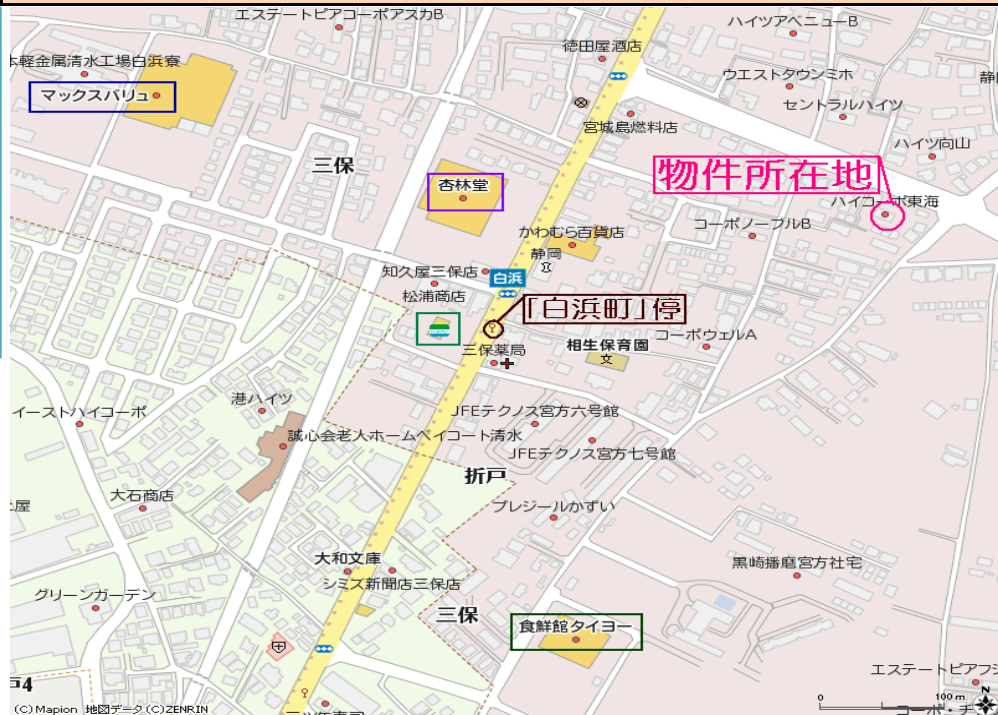 エステートピアコーポアスカB
ハイツアベニューB
徳田屋酒店
木軽金属清水工場白浜寮
ウエストタウンミホ
静岡
マックスバリュ
セントラルハイツ
宮城島燃料店
ハイツ向山
三保
物件所在地
杏林堂
ハイコーポ東海
コーポノーブルB
かわむら百貨店
静岡
知久屋三保店
白浜
松浦商店
「白浜町」停
相生保育園
コーポウェルA
三保薬局
文
港ハイツ
イーストハイコーポ
JFEテクノス宮方六号館
誠心会老人ホームベイコート清水
JFEテクノス宮方七号館
折戸
大石商店
屋
プレジールかずい
大和文庫
黒崎播磨宮方社宅
シミズ新聞店三保店
グリーンガーデン
三保
食鮮館タイヨー
エステートピアフジ
戸4
0
100m
N
(C)Mapion 地図データ(C)ZENRIN